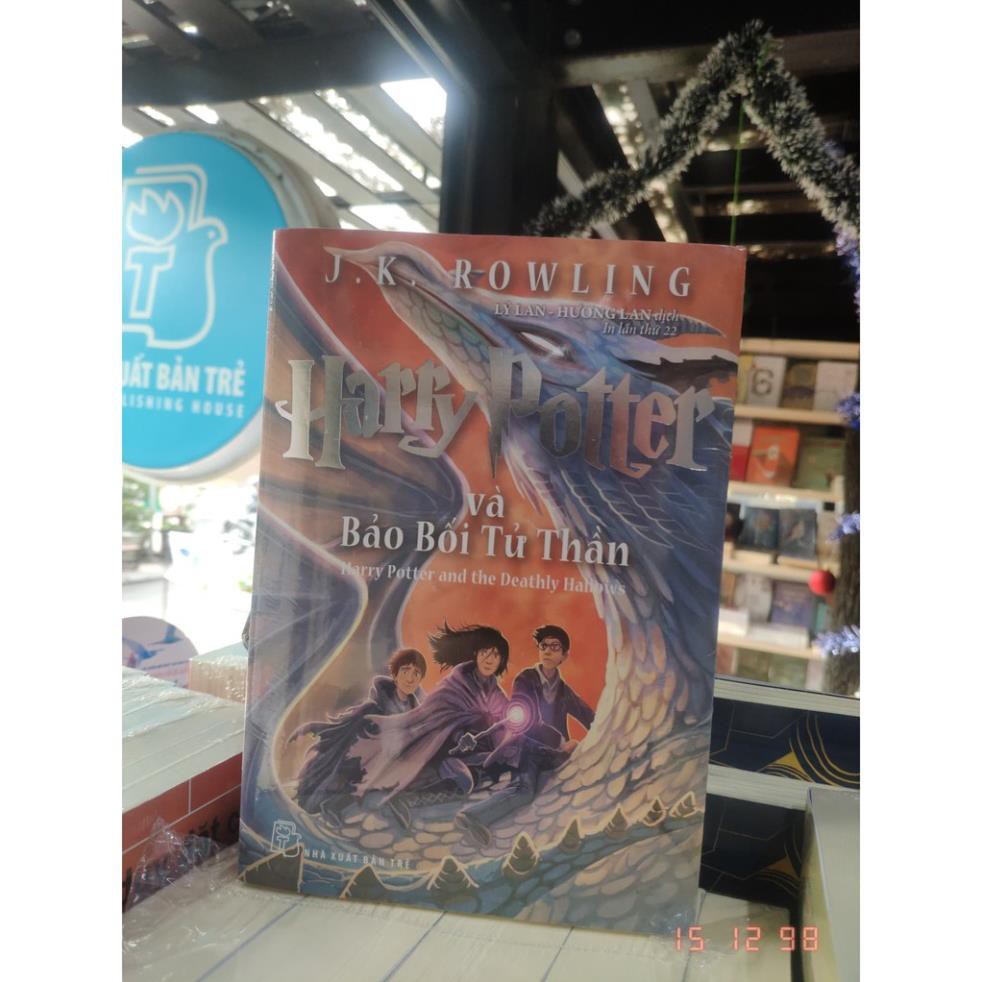 J.K. ROWLING
LÝ LAN - HƯƠNG LAN dịch
In lần thứ 22
Harry Potter
và
Bảo Bối Tử Thần
Harry Potter and the Deathly Hallows
NHÀ XUẤT BẢN TRẺ
T
UẤT BẢN TRẺ
LISHING HOUSE
15 12 98